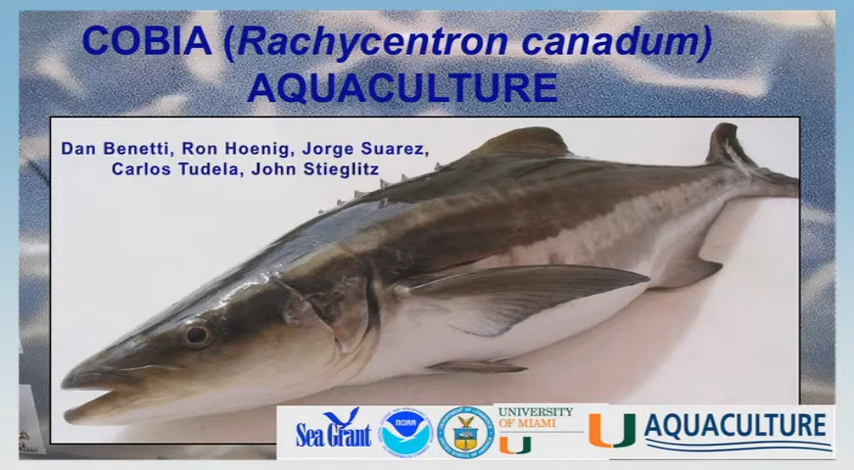 COBIA (Rachycentron canadum)
AQUACULTURE
Dan Benetti, Ron Hoenig, Jorge Suarez,
Carlos Tudela, John Stieglitz
Sea Grant
NOAA
UNIVERSITY
OF MIAMI
AQUACULTURE